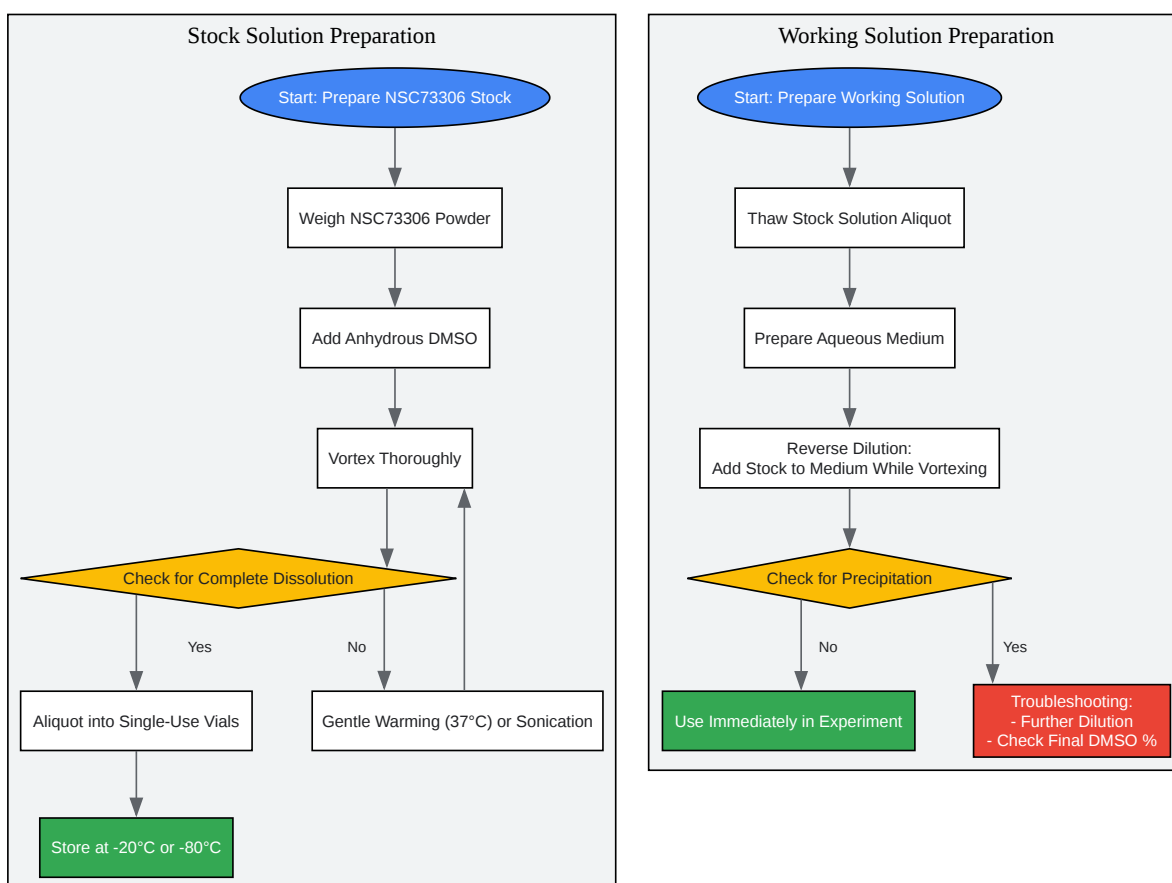 Stock Solution Preparation
Start: Prepare NSC73306 Stock
Weigh NSC73306 Powder
Add Anhydrous DMSO
Vortex Thoroughly
Check for Complete Dissolution
Yes
No
Aliquot into Single-Use Vials
Gentle Warming (37°C) or Sonication
Store at -20°C or -80°C
Working Solution Preparation
Start: Prepare Working Solution
Thaw Stock Solution Aliquot
Prepare Aqueous Medium
Reverse Dilution:
Add Stock to Medium While Vortexing
Check for Precipitation
No
Yes
Use Immediately in Experiment
Troubleshooting:
- Further Dilution
- Check Final DMSO %